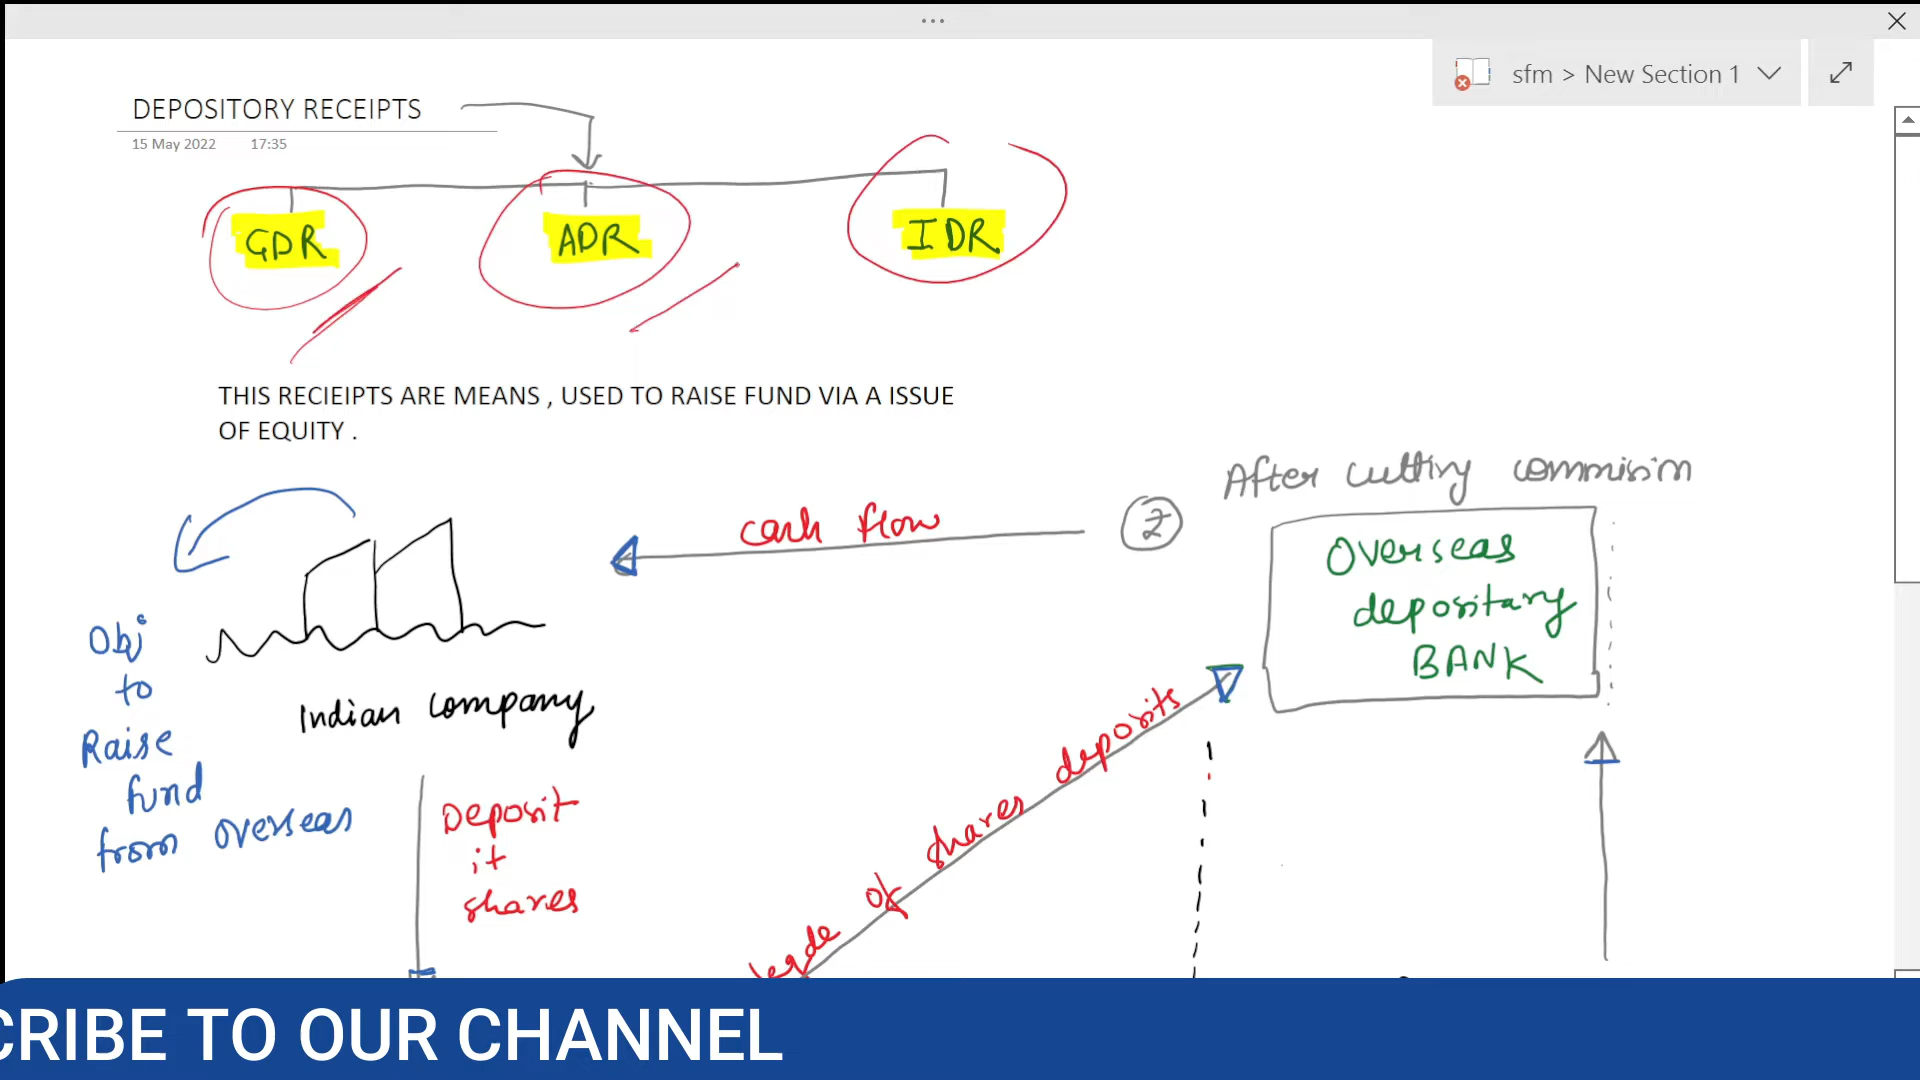 sfm > New Section 1
DEPOSITORY RECEIPTS
15 May 2022 17:35
GDR ADR IDR
THIS RECIEIPTS ARE MEANS , USED TO RAISE FUND VIA A ISSUE
OF EQUITY .
After cutting commision
cash flow
2
Overseas
depositary
BANK
Indian Company
Obj
to
Raise
fund
from overseas
Deposit
it
shares
of shares deposits
CRIBE TO OUR CHANNEL